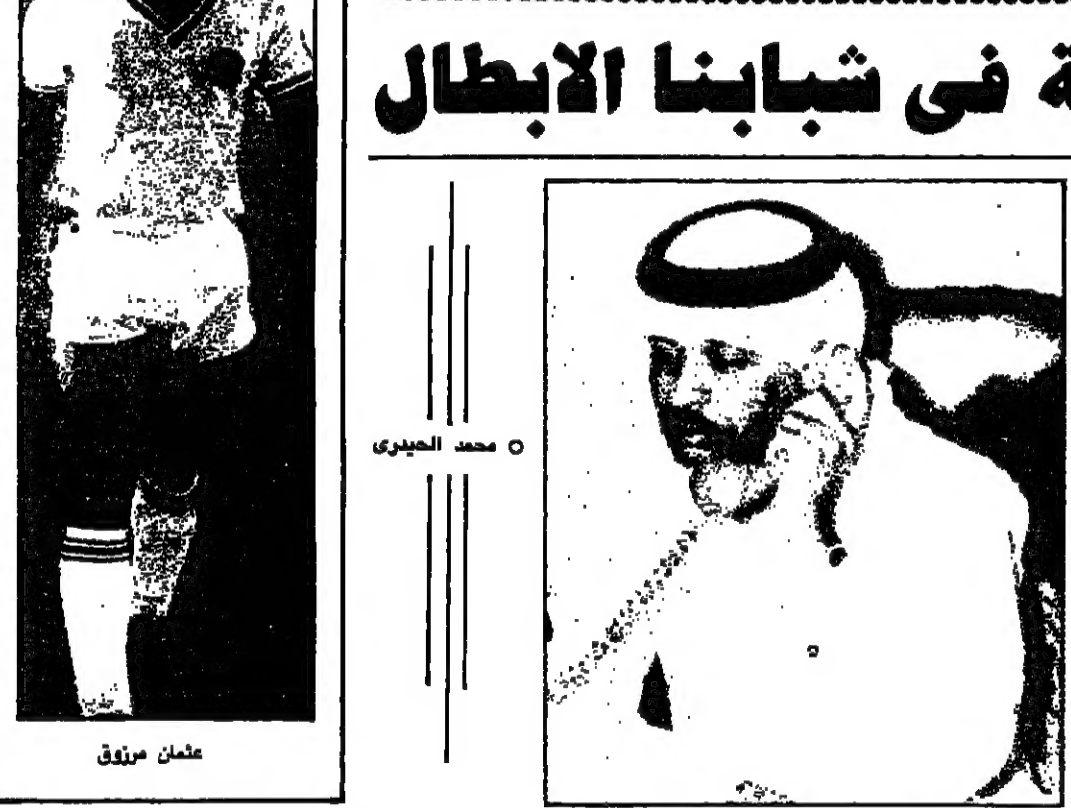 ة فى شبابنا الابطال
○ محمد الحيدرى
عثمان مرزوق